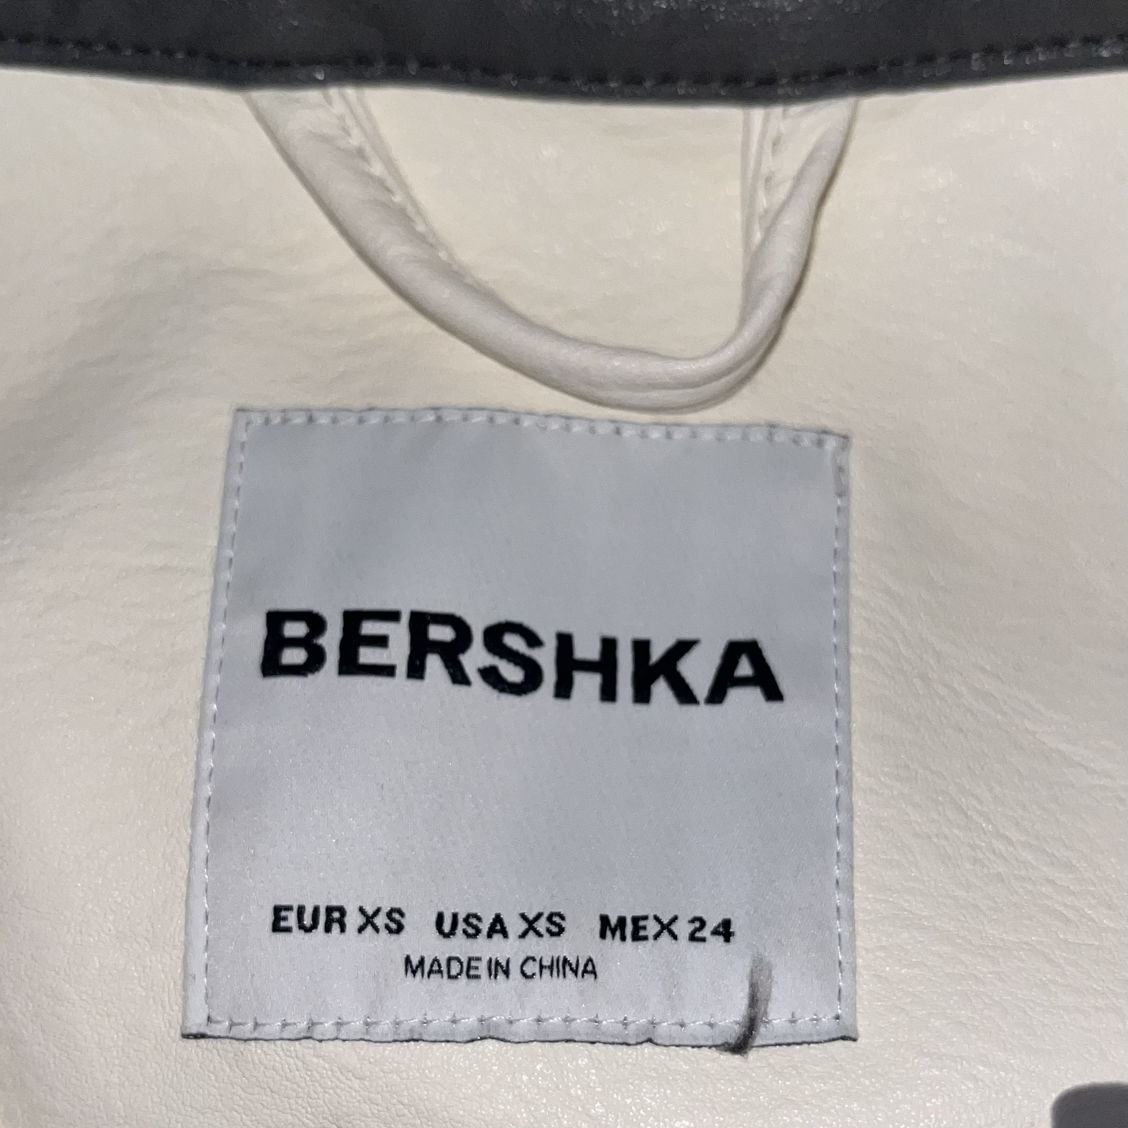 BERSHKA
EUR XS USA XS MEX 24
MADE IN CHINA